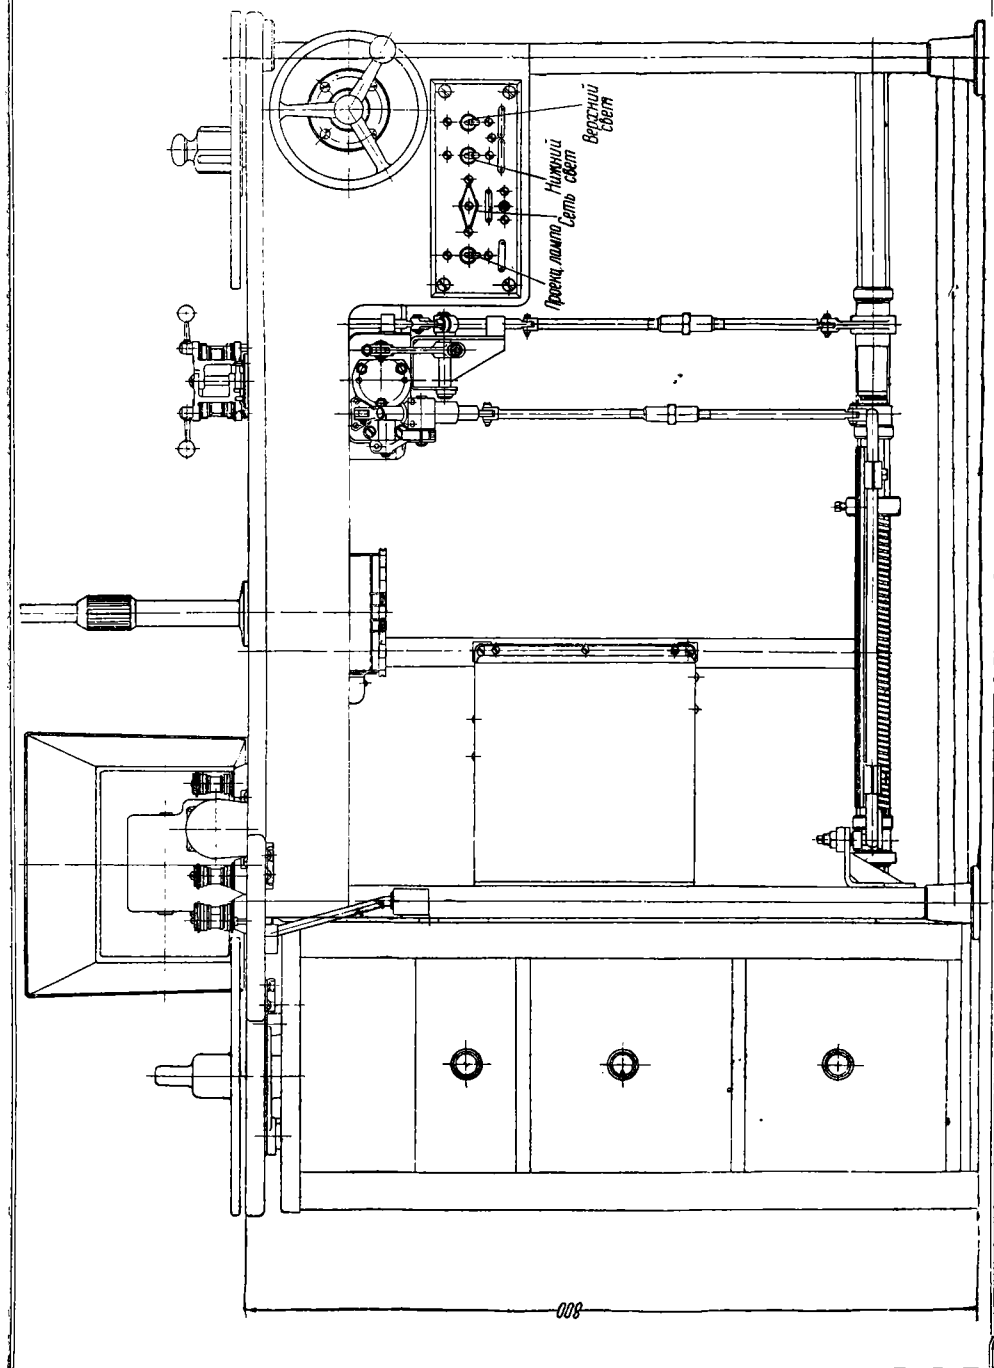 Верхний
свет
Нижний
свет
Сеть
Проекц. лампа
800